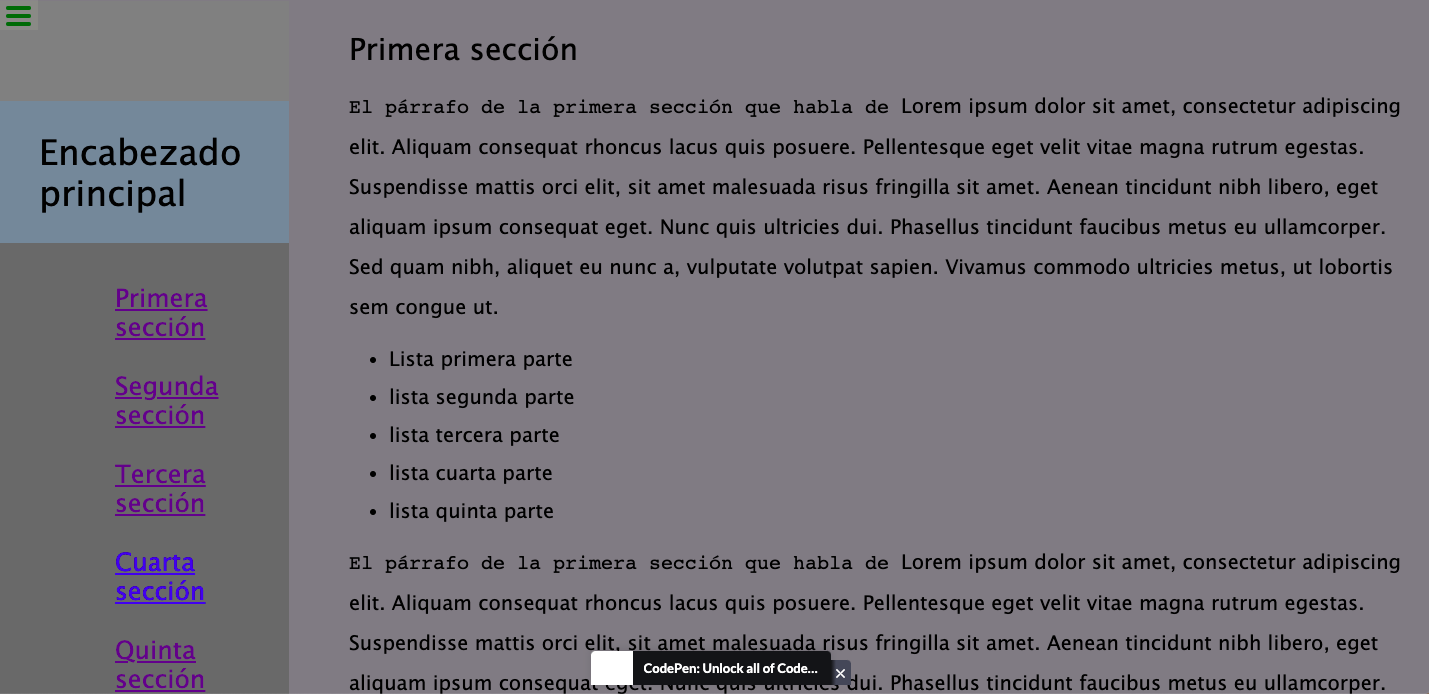 Encabezado
principal
Primera
sección
Segunda
sección
Tercera
sección
Cuarta
sección
Quinta
sección
Primera sección
El párrafo de la primera sección que habla de Lorem ipsum dolor sit amet, consectetur adipiscing
elit. Aliquam consequat rhoncus lacus quis posuere. Pellentesque eget velit vitae magna rutrum egestas.
Suspendisse mattis orci elit, sit amet malesuada risus fringilla sit amet. Aenean tincidunt nibh libero, eget
aliquam ipsum consequat eget. Nunc quis ultricies dui. Phasellus tincidunt faucibus metus eu ullamcorper.
Sed quam nibh, aliquet eu nunc a, vulputate volutpat sapien. Vivamus commodo ultricies metus, ut lobortis
sem congue ut.
• Lista primera parte
• lista segunda parte
• lista tercera parte
• lista cuarta parte
• lista quinta parte
El párrafo de la primera sección que habla de Lorem ipsum dolor sit amet, consectetur adipiscing
elit. Aliquam consequat rhoncus lacus quis posuere. Pellentesque eget velit vitae magna rutrum egestas.
Suspendisse mattis orci elit, sit amet malesuada risus fringilla sit amet. Aenean tincidunt nibh libero, eget
aliquam ipsum consequat eget. Nunc quis ultricies dui. Phasellus tincidunt faucibus metus eu ullamcorper.
CodePen: Unlock all of Code...